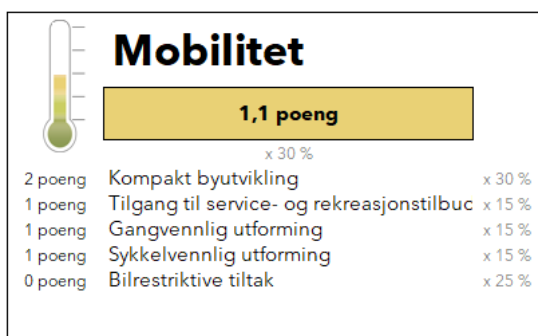 Mobilitet
1,1 poeng
x 30 %
2 poeng Kompakt byutvikling x 30 %
1 poeng Tilgang til service- og rekreasjonstilbuc x 15 %
1 poeng Gangvennlig utforming x 15 %
1 poeng Sykkelvennlig utforming x 15 %
0 poeng Bilrestriktive tiltak x 25 %